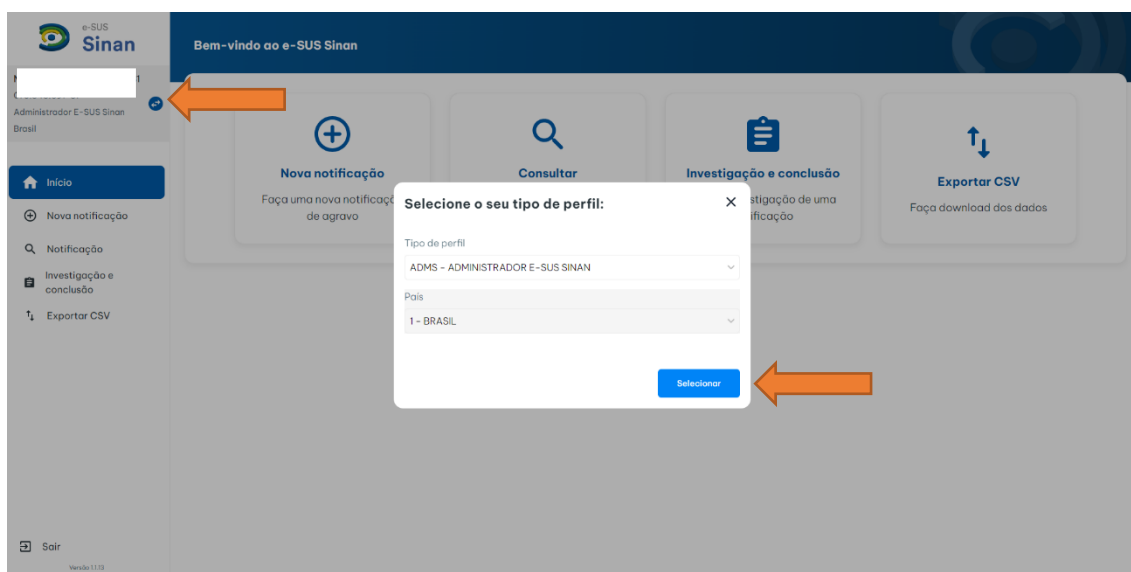 e-SUS
Sinan
Bem-vindo ao e-SUS Sinan
Administrador E-SUS Sinan
Brasil
Início
Nova notificação
Notificação
Investigação e
conclusão
Exportar CSV
Sair
Versão 1.1.13
Nova notificação
Faça uma nova notificaçã
de agravo
Consultar
Investigação e conclusão
stigação de uma
ificação
Exportar CSV
Faça download dos dados
Selecione o seu tipo de perfil:
Tipo de perfil
ADMS - ADMINISTRADOR E-SUS SINAN
País
1 - BRASIL
Selecionar